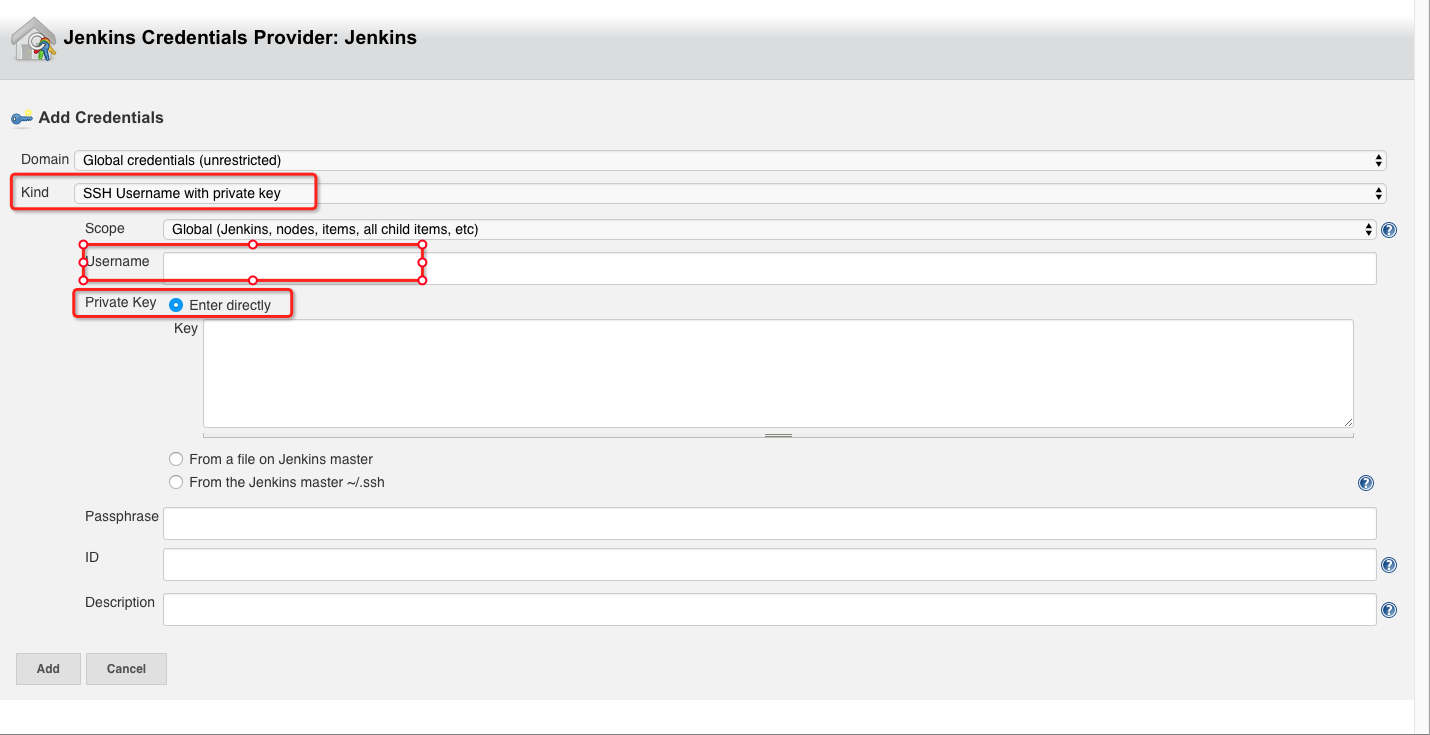 Jenkins Credentials Provider: Jenkins
Add Credentials
Domain Global credentials (unrestricted)
Kind SSH Username with private key
Scope Global (Jenkins, nodes, items, all child items, etc)
Username
Private Key Enter directly
Key
From a file on Jenkins master
From the Jenkins master ~/.ssh
Passphrase
ID
Description
Add Cancel